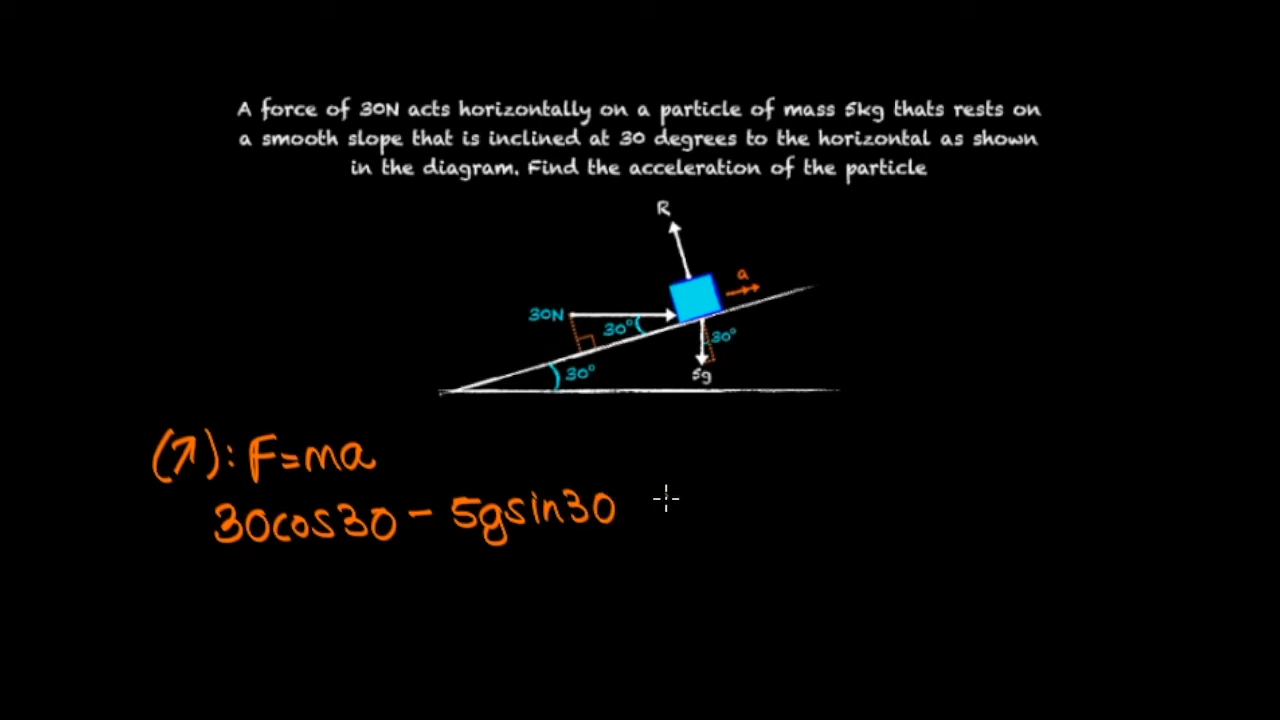 A force of 30N acts horizontally on a particle of mass 5kg thats rests on
a smooth slope that is inclined at 30 degrees to the horizontal as shown
in the diagram. Find the acceleration of the particle
R
a
30N
30°
30°
30°
5g
(↗): F=ma
30cos30 - 5gsin30